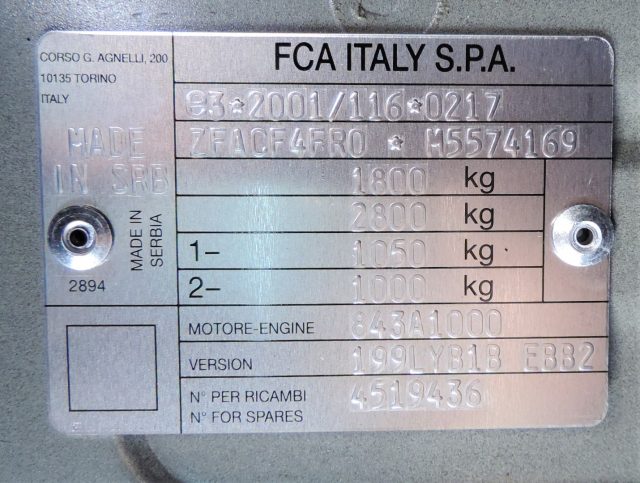 CORSO G. AGNELLI, 200
10135 TORINO
ITALY
FCA ITALY S.P.A.
e3*2001/116*0217
MADE
IN SRB
ZFACF4FR0 * M5574169
1800 kg
2800 kg
1– 1050 kg
2– 1000 kg
MADE IN
SERBIA
2894
MOTORE-ENGINE 843A1000
VERSION 199LYB1B E882
N° PER RICAMBI
N° FOR SPARES
4519436